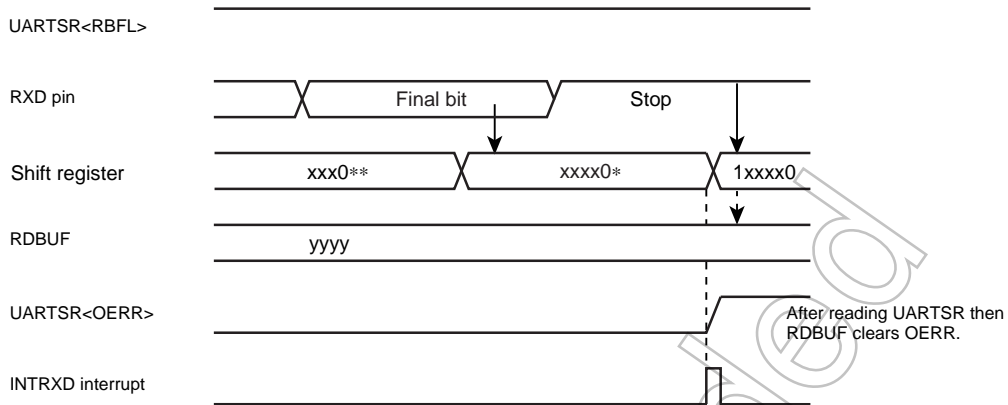 UARTSR<RBFL>
RXD pin
Final bit
Stop
Shift register
xxx0**
xxxx0*
1xxxx0
RDBUF
yyyy
UARTSR<OERR>
After reading UARTSR then
RDBUF clears OERR.
INTRXD interrupt